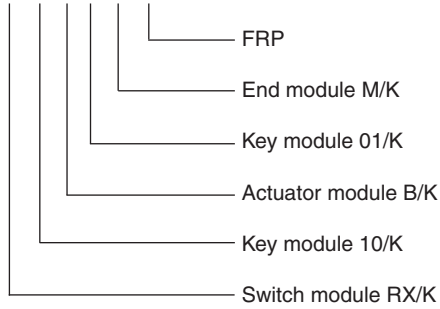 FRP
End module M/K
Key module 01/K
Actuator module B/K
Key module 10/K
Switch module RX/K